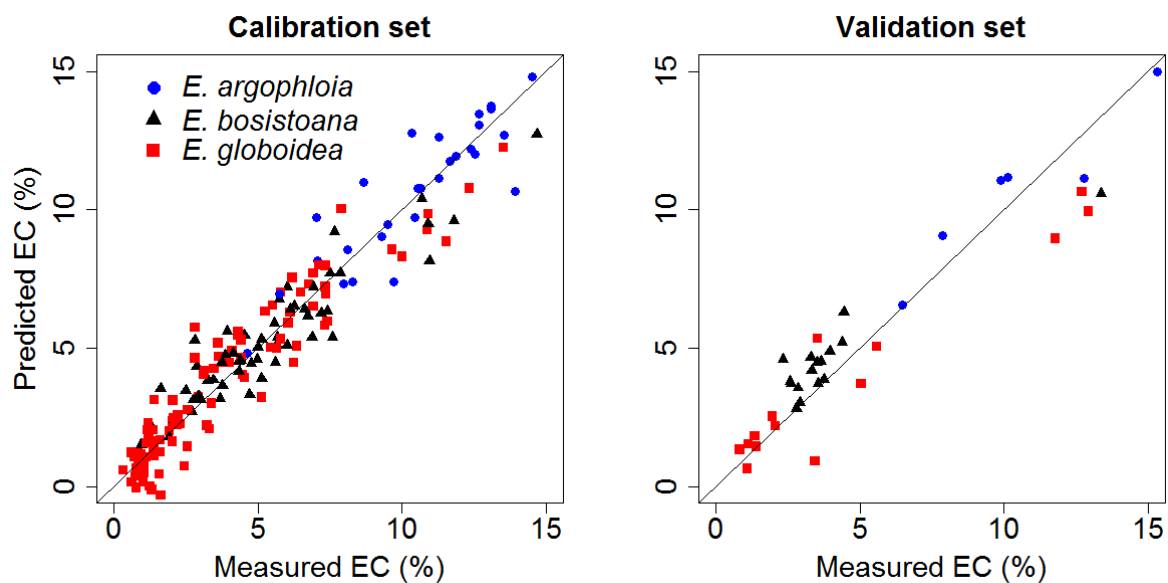 Calibration set
Validation set
E. argophloia
E. bosistoana
E. globoidea
15
10
5
0
Predicted EC (%)
0 5 10 15
Measured EC (%)
15
10
5
0
0 5 10 15
Measured EC (%)